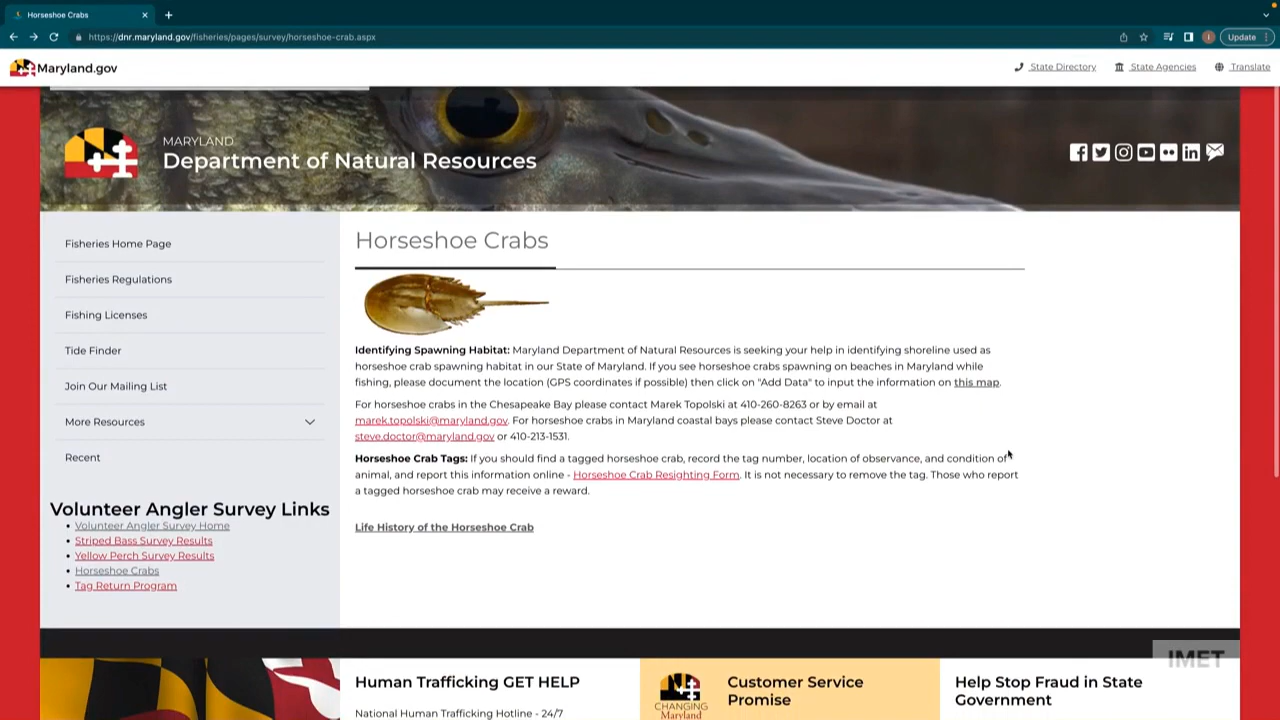 Horseshoe Crabs
https://dnr.maryland.gov/fisheries/pages/survey/horseshoe-crab.aspx
Update
Maryland.gov
State Directory
State Agencies
Translate
MARYLAND
Department of Natural Resources
Fisheries Home Page
Fisheries Regulations
Fishing Licenses
Tide Finder
Join Our Mailing List
More Resources
Recent
Volunteer Angler Survey Links
Volunteer Angler Survey Home
Striped Bass Survey Results
Yellow Perch Survey Results
Horseshoe Crabs
Tag Return Program
Horseshoe Crabs
Identifying Spawning Habitat: Maryland Department of Natural Resources is seeking your help in identifying shoreline used as
horseshoe crab spawning habitat in our State of Maryland. If you see horseshoe crabs spawning on beaches in Maryland while
fishing, please document the location (GPS coordinates if possible) then click on "Add Data" to input the information on this map.
For horseshoe crabs in the Chesapeake Bay please contact Marek Topolski at 410-260-8263 or by email at
marek.topolski@maryland.gov. For horseshoe crabs in Maryland coastal bays please contact Steve Doctor at
steve.doctor@maryland.gov or 410-213-1531.
Horseshoe Crab Tags: If you should find a tagged horseshoe crab, record the tag number, location of observance, and condition of
animal, and report this information online - Horseshoe Crab Resighting Form. It is not necessary to remove the tag. Those who report
a tagged horseshoe crab may receive a reward.
Life History of the Horseshoe Crab
IMET
Human Trafficking GET HELP
National Human Trafficking Hotline - 24/7
CHANGING
Maryland
Customer Service
Promise
Help Stop Fraud in State
Government